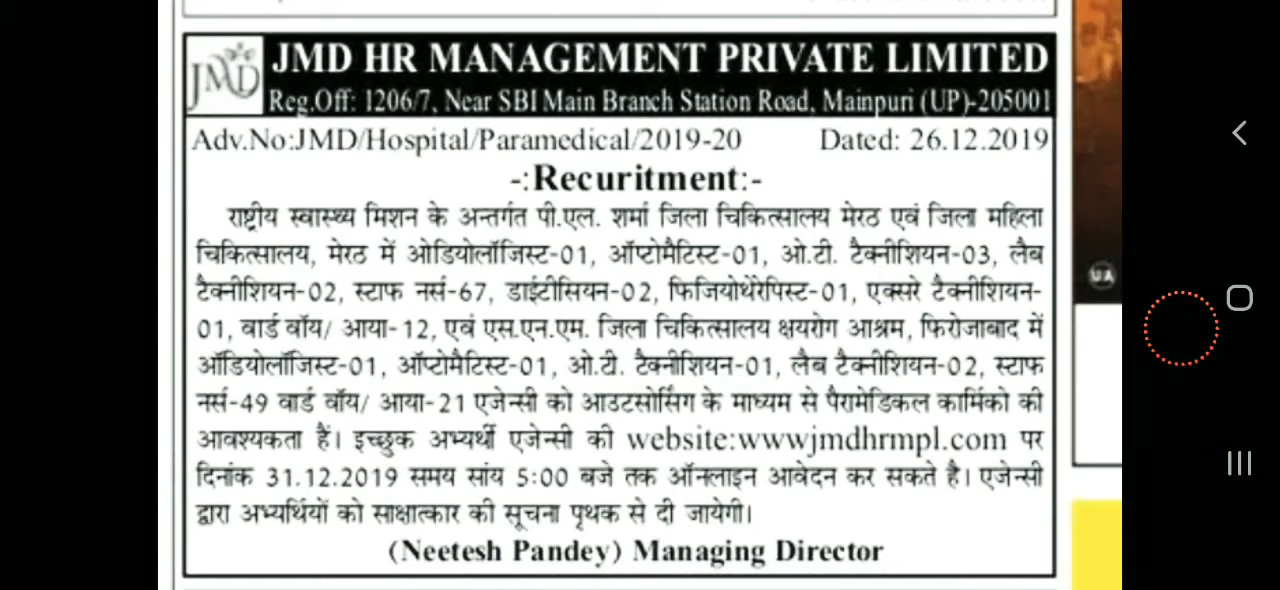 JMD
JMD HR MANAGEMENT PRIVATE LIMITED
Reg.Off: 1206/7, Near SBI Main Branch Station Road, Mainpuri (UP)-205001
Adv.No:JMD/Hospital/Paramedical/2019-20 Dated: 26.12.2019
-:Recuritment:-
राष्ट्रीय स्वास्थ्य मिशन के अन्तर्गत पी.एल. शर्मा जिला चिकित्सालय मेरठ एवं जिला महिला
चिकित्सालय, मेरठ में ओडियोलॉजिस्ट-01, ऑप्टोमैटिस्ट-01, ओ.टी. टैक्नीशियन-03, लैब
टैक्नीशियन-02, स्टाफ नर्स-67, डाईटीसियन-02, फिजियोथेरेपिस्ट-01, एक्सरे टैक्नीशियन-
01, वार्ड बॉय/ आया-12, एवं एस.एन.एम. जिला चिकित्सालय क्षयरोग आश्रम, फिरोजाबाद में
ऑडियोलॉजिस्ट-01, ऑप्टोमैटिस्ट-01, ओ.टी. टैक्नीशियन-01, लैब टैक्नीशियन-02, स्टाफ
नर्स-49 वार्ड वॉय/ आया-21 एजेन्सी को आउटसोर्सिंग के माध्यम से पैरामेडिकल कार्मिको की
आवश्यकता हैं। इच्छुक अभ्यर्थी एजेन्सी की website:wwwjmdhrmpl.com पर
दिनांक 31.12.2019 समय सांय 5:00 बजे तक ऑनलाइन आवेदन कर सकते है। एजेन्सी
द्वारा अभ्यर्थियों को साक्षात्कार की सूचना पृथक से दी जायेगी।
(Neetesh Pandey) Managing Director
UA